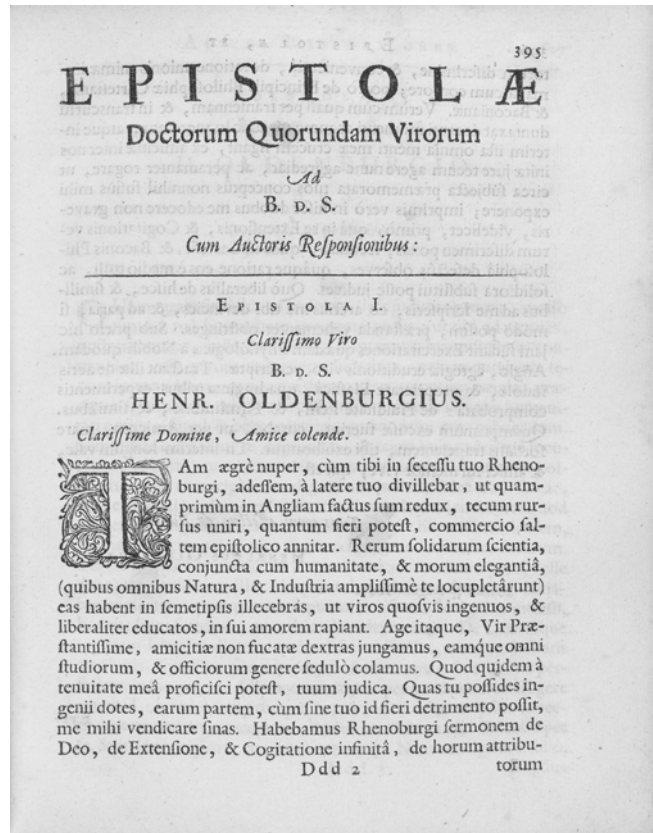 395
EPISTOLÆ
Doctorum Quorundam Virorum
Ad
B. D. S.
Cum Auctoris Reſponſionibus:
EPISTOLA I.
Clariſſimo Viro
B. D. S.
HENR. OLDENBURGIUS.
Clariſſime Domine, Amice colende.
TAm ægrè nuper, cùm tibi in ſeceſſu tuo Rheno-
burgi, adeſſem, à latere tuo divillebar, ut quam-
primùm in Angliam factus ſum redux, tecum rur-
ſus uniri, quantum fieri poteſt, commercio ſal-
tem epiſtolico annitar. Rerum ſolidarum ſcientia,
conjuncta cum humanitate, & morum elegantiâ,
(quibus omnibus Natura, & Induſtria ampliſſimè te locupletârunt)
eas habent in ſemetipſis illecebras, ut viros quoſvis ingenuos, &
liberaliter educatos, in ſui amorem rapiant. Age itaque, Vir Præ-
ſtantiſſime, amicitiæ non fucatæ dextras jungamus, eamque omni
ſtudiorum, & officiorum genere ſedulò colamus. Quod quidem à
tenuitate meâ proficiſci poteſt, tuum judica. Quas tu poſſides in-
genii dotes, earum partem, cùm ſine tuo id fieri detrimento poſſit,
me mihi vendicare ſinas. Habebamus Rhenoburgi ſermonem de
Deo, de Extenſione, & Cogitatione infinitâ, de horum attribu-
Ddd 2 torum